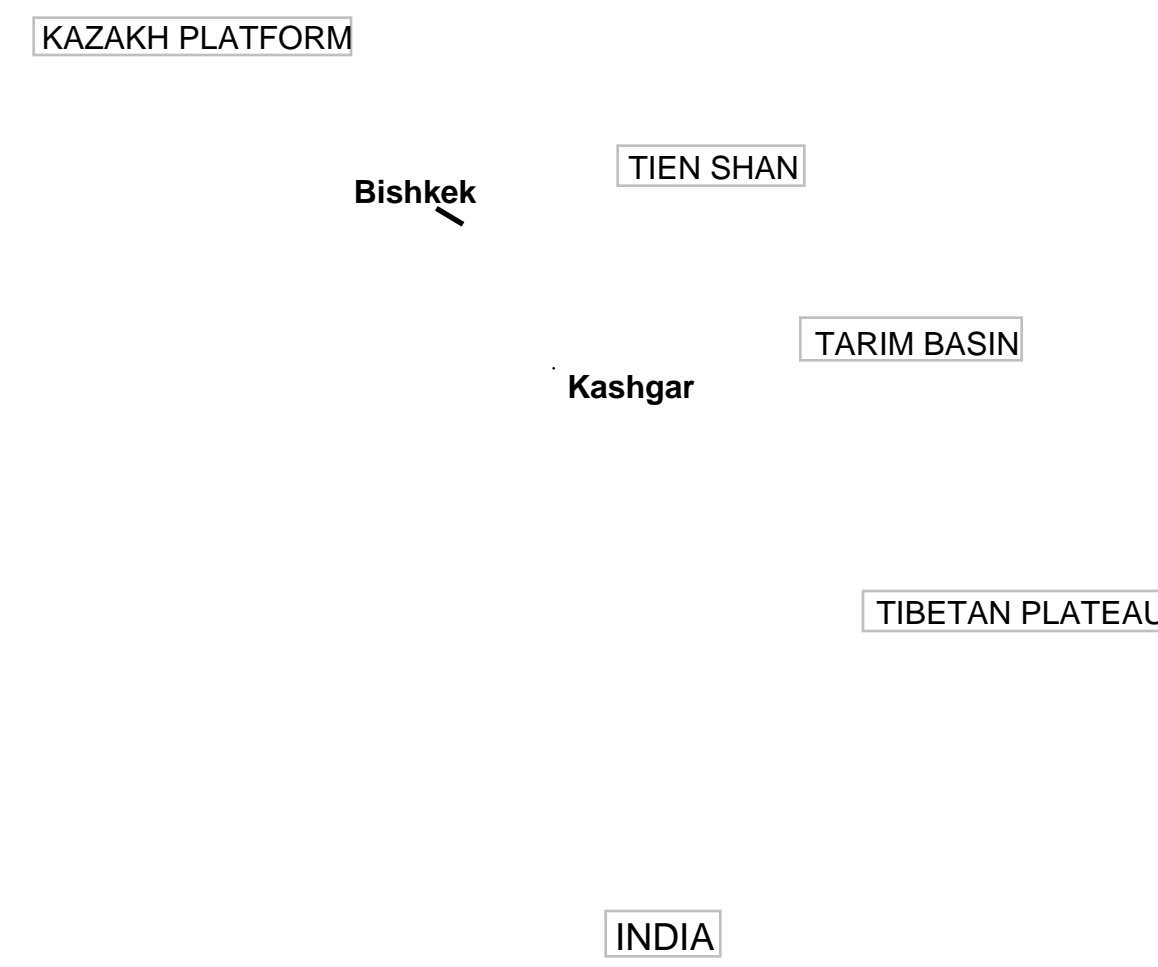 KAZAKH PLATFORM
TIEN SHAN
Bishkek
TARIM BASIN
Kashgar
TIBETAN PLATEAU
INDIA